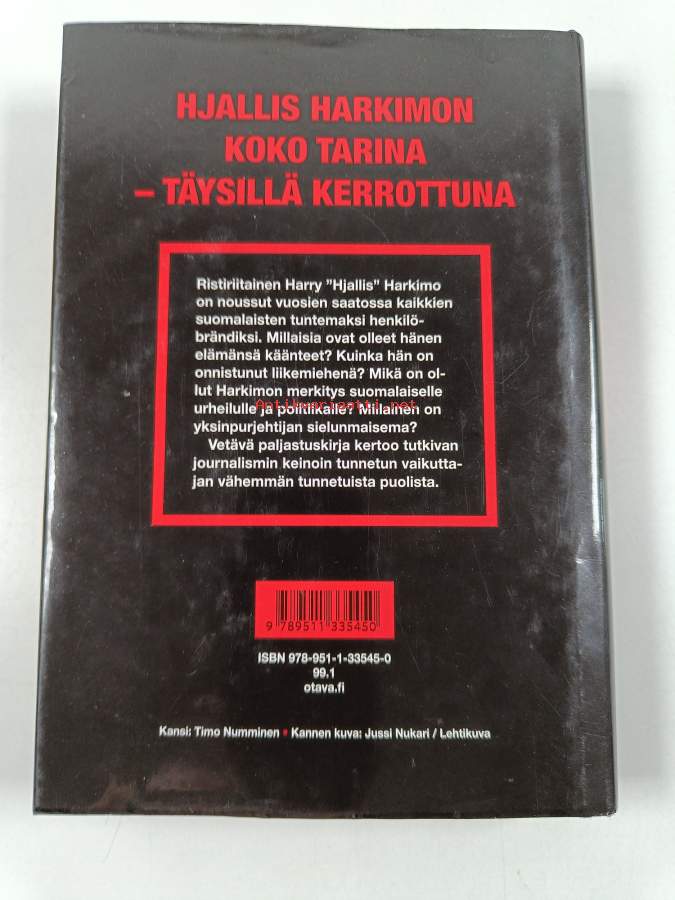 HJALLIS HARKIMON
KOKO TARINA
– TÄYSILLÄ KERROTTUNA
Ristiriitainen Harry ”Hjallis” Harkimo
on noussut vuosien saatossa kaikkien
suomalaisten tuntemaksi henkilö-
brändiksi. Millaisia ovat olleet hänen
elämänsä käänteet? Kuinka hän on
onnistunut liikemiehenä? Mikä on ol-
lut Harkimon merkitys suomalaiselle
urheilulle ja politiikalle? Millainen on
Antikvariaatti.net
yksinpurjehtijan sielunmaisema?
Vetävä paljastuskirja kertoo tutkivan
journalismin keinoin tunnetun vaikutta-
jan vähemmän tunnetuista puolista.
9 789511 335450
ISBN 978-951-1-33545-0
99.1
otava.fi
Kansi: Timo Numminen • Kannen kuva: Jussi Nukari / Lehtikuva